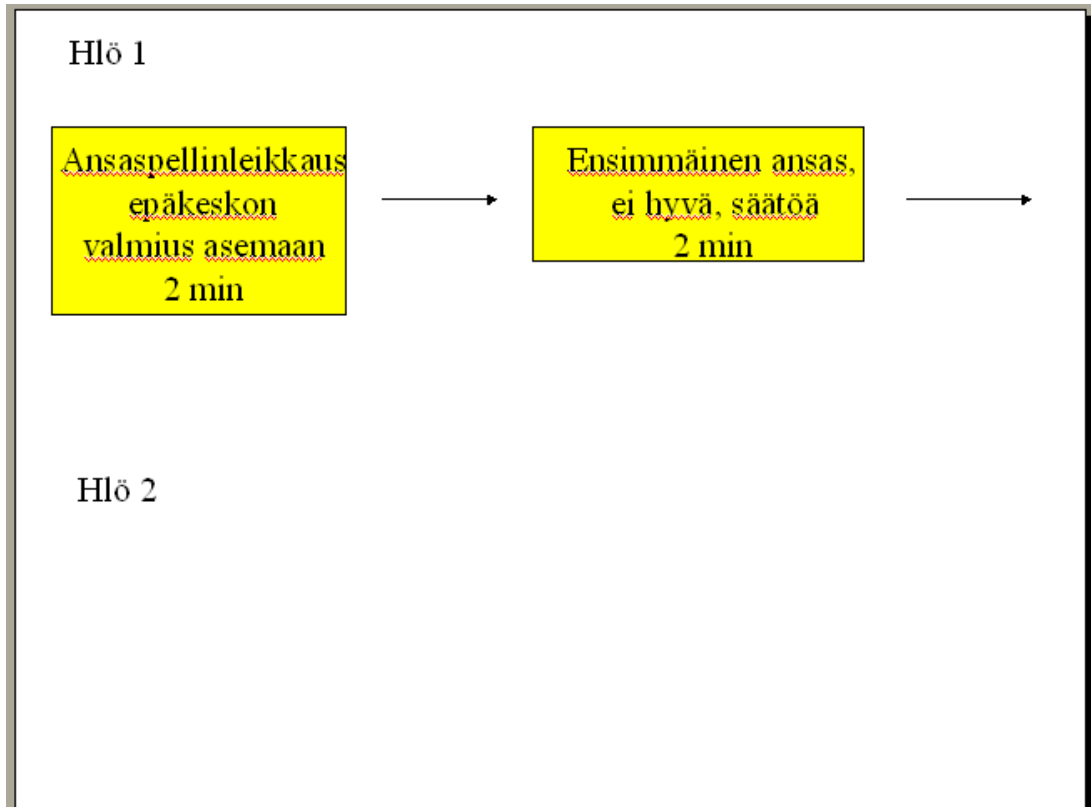 Hlö 1
Ansaspellinleikkaus
epäkeskon
valmius asemaan
2 min
Ensimmäinen ansas,
ei hyvä, säätöä
2 min
Hlö 2